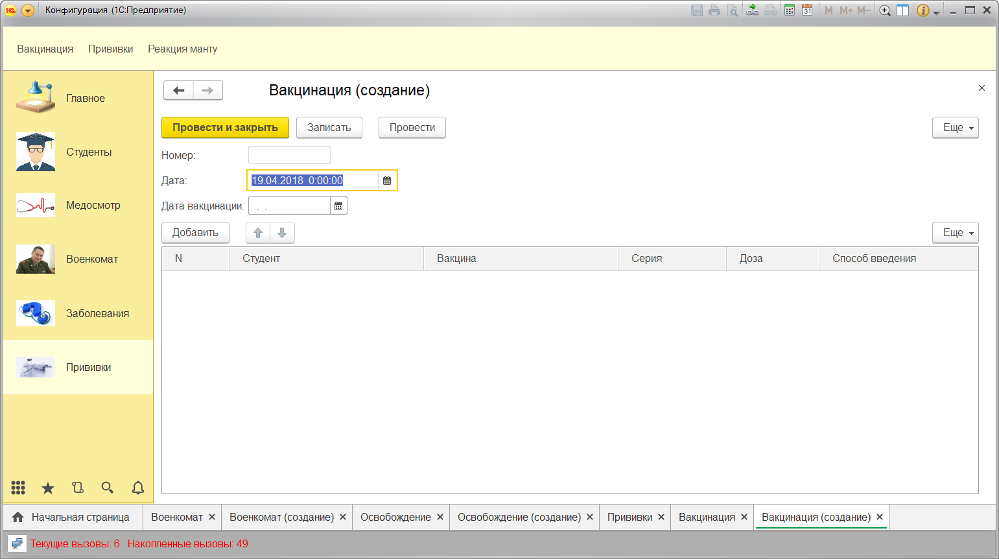 Конфигурация (1С:Предприятие)
M M+ M-
31
Вакцинация Прививки Реакция манту
Главное
Студенты
Медосмотр
Военкомат
Заболевания
Прививки
Вакцинация (создание)
Провести и закрыть Записать Провести Еще
Номер:
Дата: 19.04.2018 0:00:00
Дата вакцинации: . .
Добавить Еще
N Студент Вакцина Серия Доза Способ введения
Начальная страница Военкомат Военкомат (создание) Освобождение Освобождение (создание) Прививки Вакцинация Вакцинация (создание)
Текущие вызовы: 6 Накопленные вызовы: 49